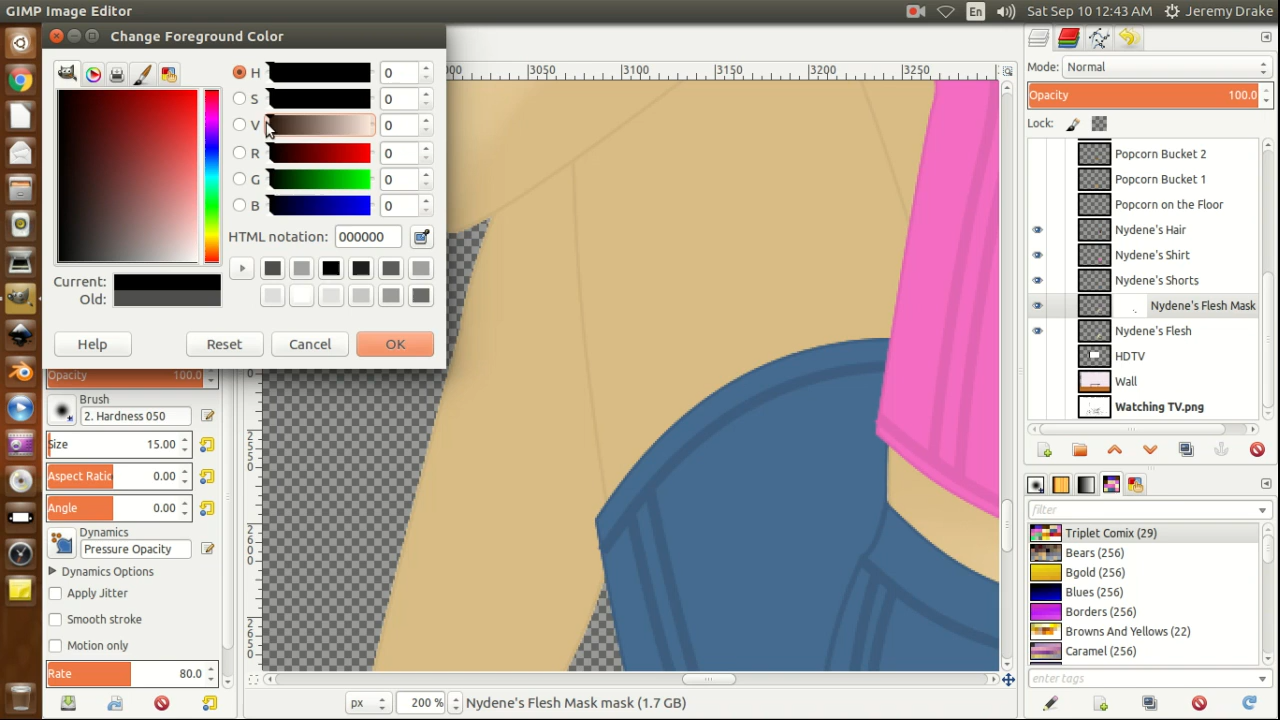 GIMP Image Editor
En
Sat Sep 10 12:43 AM
Jeremy Drake
Change Foreground Color
H 0
S 0
V 0
R 0
G 0
B 0
HTML notation: 000000
Current:
Old:
Help
Reset
Cancel
OK
Opacity 100.0
Brush
2. Hardness 050
Size 15.00
Aspect Ratio 0.00
Angle 0.00
Dynamics
Pressure Opacity
Dynamics Options
Apply Jitter
Smooth stroke
Motion only
Rate 80.0
3050
3100
3150
3200
3250
2550
2600
2650
px
200 %
Nydene's Flesh Mask mask (1.7 GB)
Mode: Normal
Opacity 100.0
Lock:
Popcorn Bucket 2
Popcorn Bucket 1
Popcorn on the Floor
Nydene's Hair
Nydene's Shirt
Nydene's Shorts
Nydene's Flesh Mask
Nydene's Flesh
HDTV
Wall
Watching TV.png
filter
Triplet Comix (29)
Bears (256)
Bgold (256)
Blues (256)
Borders (256)
Browns And Yellows (22)
Caramel (256)
enter tags